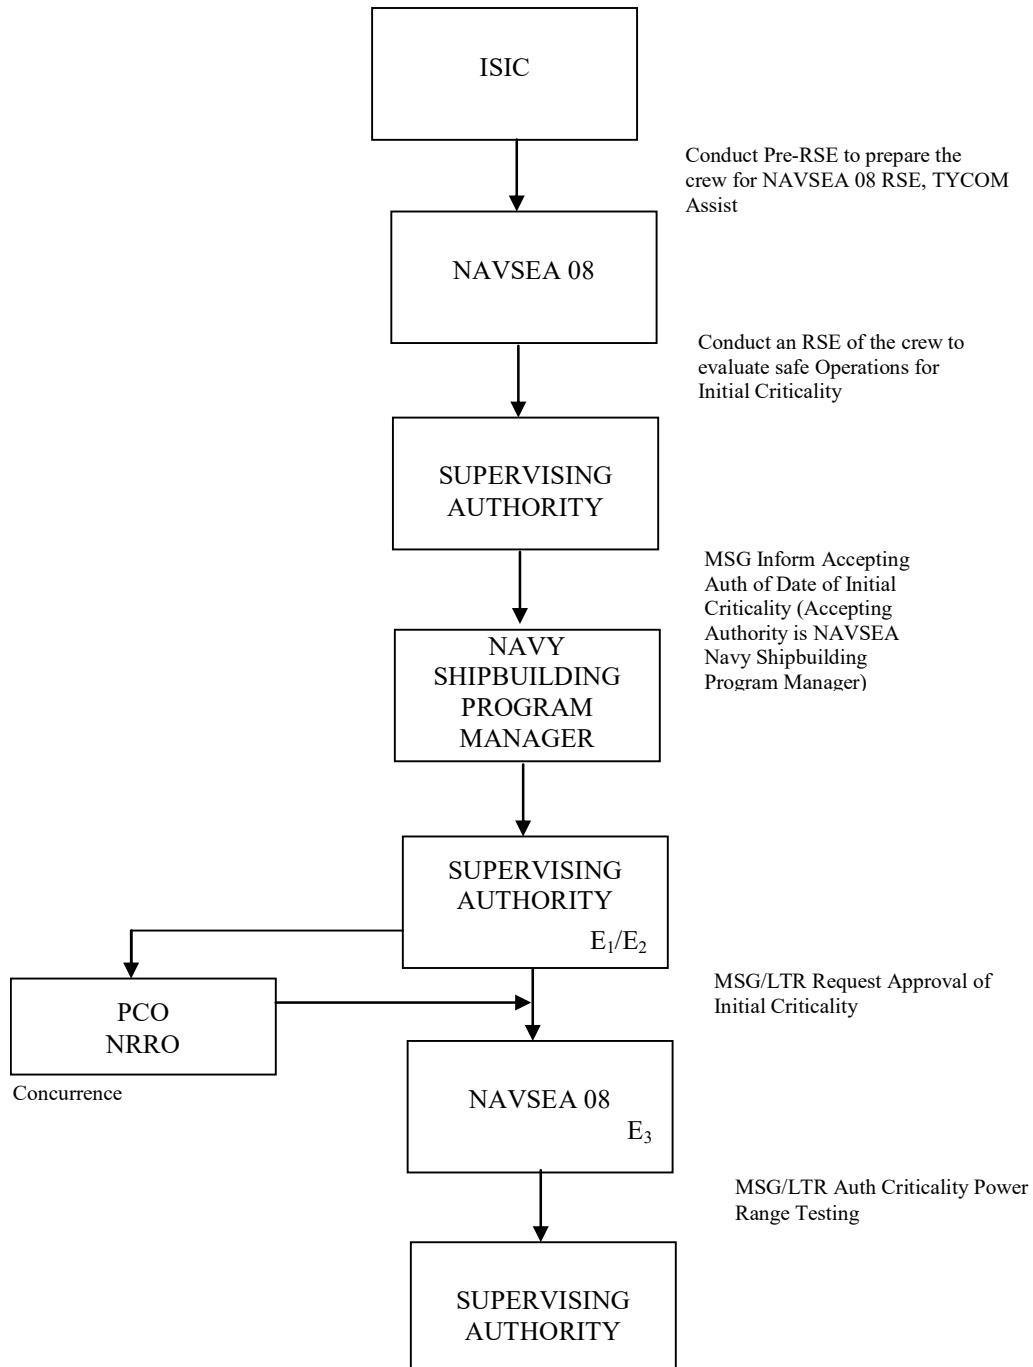 ISIC
Conduct Pre-RSE to prepare the
crew for NAVSEA 08 RSE, TYCOM
Assist
NAVSEA 08
Conduct an RSE of the crew to
evaluate safe Operations for
Initial Criticality
SUPERVISING
AUTHORITY
MSG Inform Accepting
Auth of Date of Initial
Criticality (Accepting
Authority is NAVSEA
Navy Shipbuilding
Program Manager)
NAVY
SHIPBUILDING
PROGRAM
MANAGER
SUPERVISING
AUTHORITY
E₁/E₂
MSG/LTR Request Approval of
Initial Criticality
PCO
NRRO
Concurrence
NAVSEA 08
E₃
MSG/LTR Auth Criticality Power
Range Testing
SUPERVISING
AUTHORITY